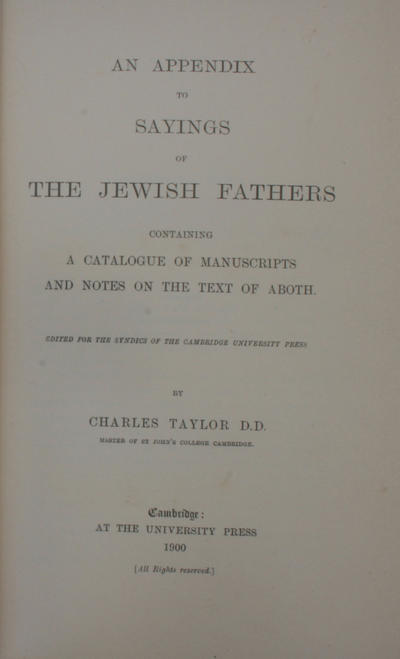 AN APPENDIX
TO
SAYINGS
OF
THE JEWISH FATHERS
CONTAINING
A CATALOGUE OF MANUSCRIPTS
AND NOTES ON THE TEXT OF ABOTH.
EDITED FOR THE SYNDICS OF THE CAMBRIDGE UNIVERSITY PRESS
BY
CHARLES TAYLOR D.D.
MASTER OF ST JOHN'S COLLEGE CAMBRIDGE.
Cambridge:
AT THE UNIVERSITY PRESS
1900
[All Rights reserved.]